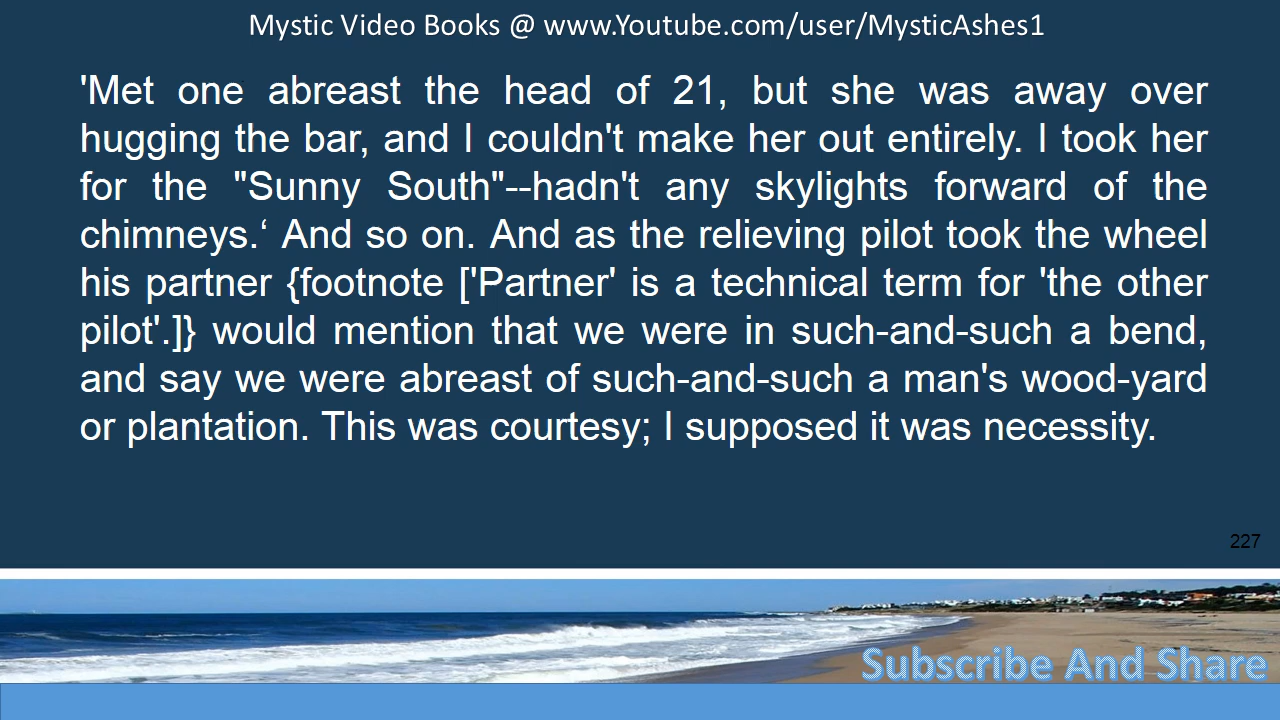 Mystic Video Books @ www.Youtube.com/user/MysticAshes1
'Met one abreast the head of 21, but she was away over
hugging the bar, and I couldn't make her out entirely. I took her
for the "Sunny South"--hadn't any skylights forward of the
chimneys.‘ And so on. And as the relieving pilot took the wheel
his partner {footnote ['Partner' is a technical term for 'the other
pilot'.]} would mention that we were in such-and-such a bend,
and say we were abreast of such-and-such a man's wood-yard
or plantation. This was courtesy; I supposed it was necessity.
227
Subscribe And Share